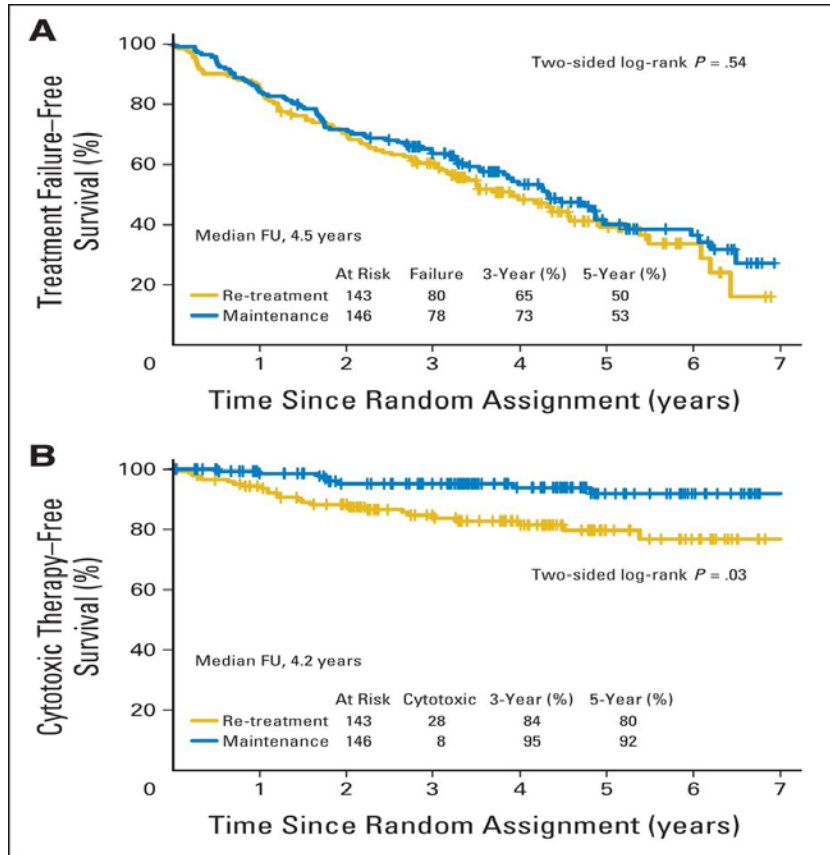 A
Treatment Failure–Free
Survival (%)
100
80
60
40
20
0
Two-sided log-rank P = .54
Median FU, 4.5 years
At Risk Failure 3-Year (%) 5-Year (%)
Re-treatment 143 80 65 50
Maintenance 146 78 73 53
1 2 3 4 5 6 7
Time Since Random Assignment (years)
B
Cytotoxic Therapy–Free
Survival (%)
100
80
60
40
20
0
Two-sided log-rank P = .03
Median FU, 4.2 years
At Risk Cytotoxic 3-Year (%) 5-Year (%)
Re-treatment 143 28 84 80
Maintenance 146 8 95 92
1 2 3 4 5 6 7
Time Since Random Assignment (years)